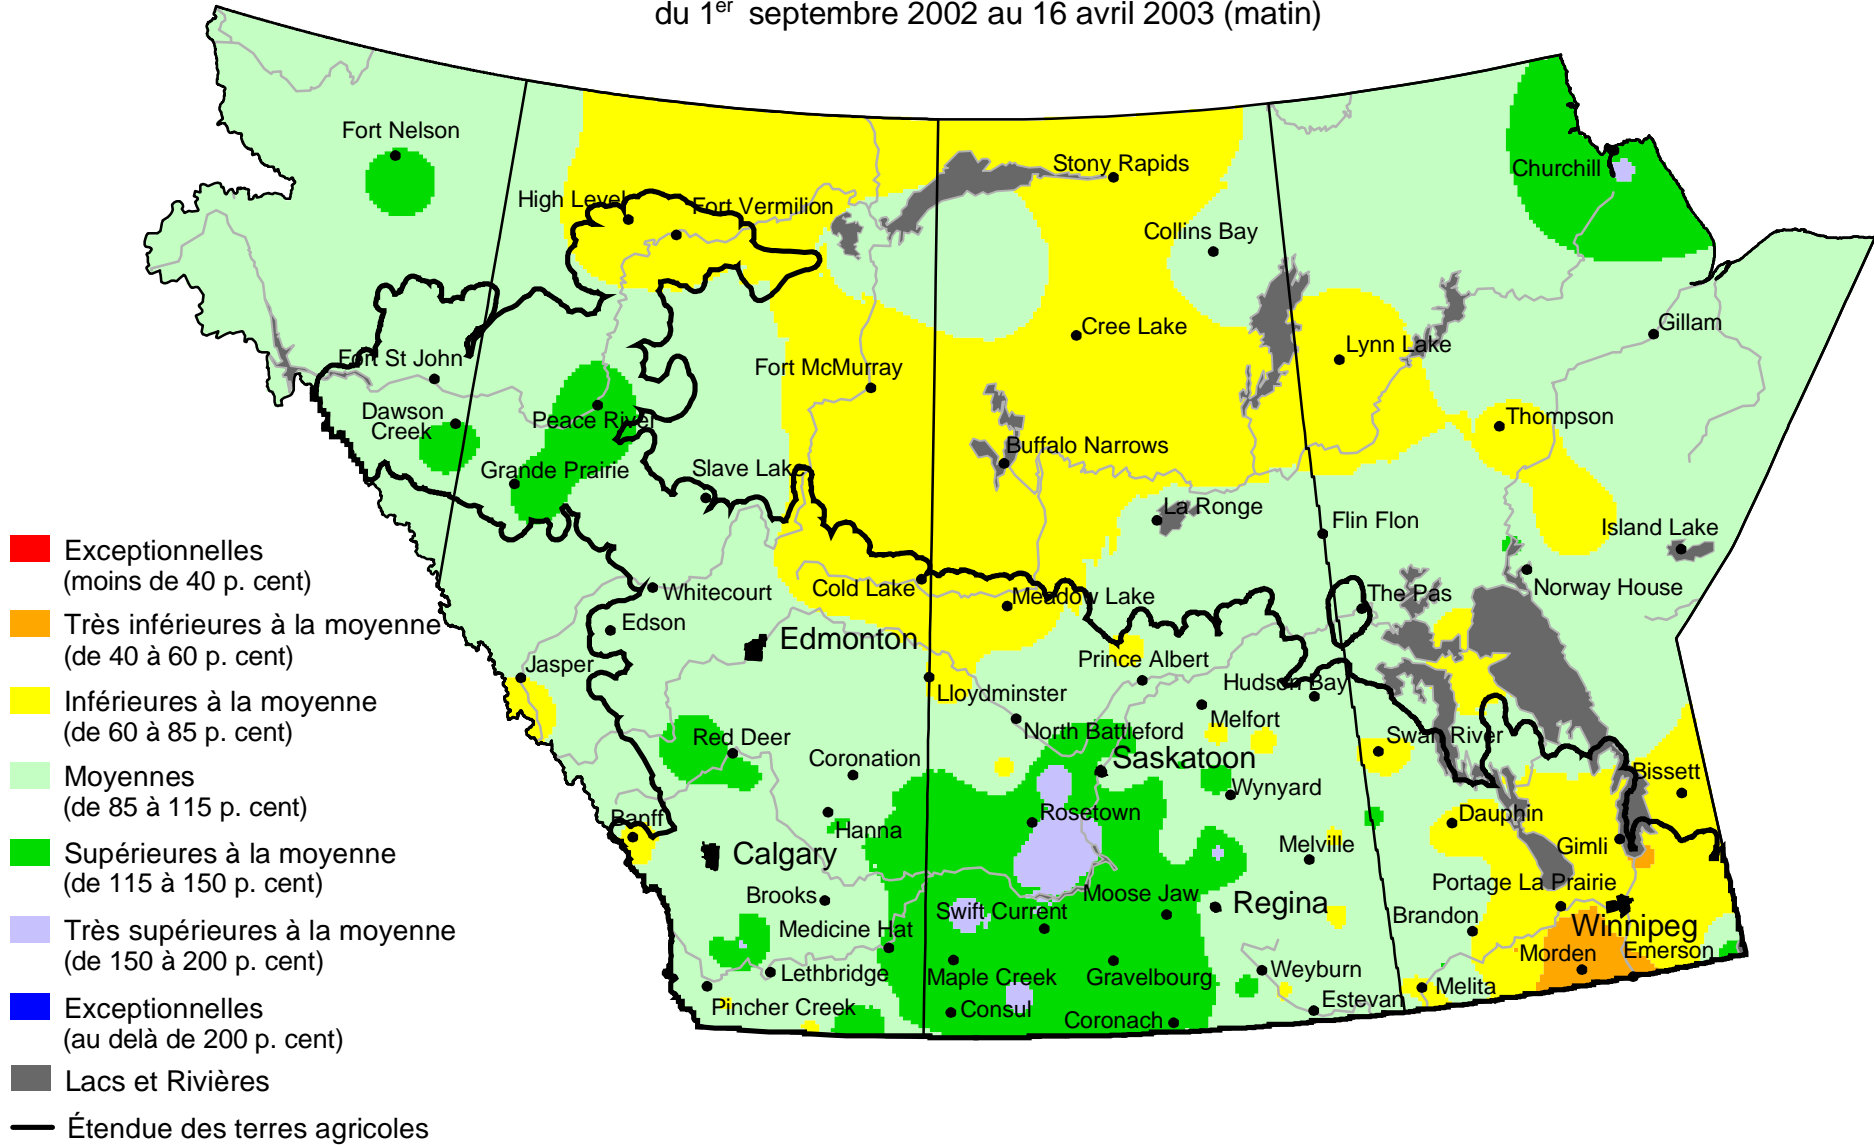 du 1er septembre 2002 au 16 avril 2003 (matin)
Fort Nelson
Stony Rapids
Churchill
High Level
Fort Vermilion
Collins Bay
Cree Lake
Gillam
Lynn Lake
Fort St John
Fort McMurray
Dawson
Creek
Peace River
Thompson
Buffalo Narrows
Grande Prairie
Slave Lake
La Ronge
Flin Flon
Island Lake
Whitecourt
Cold Lake
Meadow Lake
The Pas
Norway House
Edson
Edmonton
Jasper
Prince Albert
Hudson Bay
Lloydminster
Melfort
North Battleford
Red Deer
Swan River
Coronation
Saskatoon
Bissett
Wynyard
Rosetown
Banff
Hanna
Dauphin
Calgary
Melville
Gimli
Portage La Prairie
Brooks
Moose Jaw
Regina
Swift Current
Brandon
Winnipeg
Medicine Hat
Morden
Emerson
Lethbridge
Maple Creek
Gravelbourg
Weyburn
Melita
Pincher Creek
Consul
Coronach
Estevan
Exceptionnelles
(moins de 40 p. cent)
Très inférieures à la moyenne
(de 40 à 60 p. cent)
Inférieures à la moyenne
(de 60 à 85 p. cent)
Moyennes
(de 85 à 115 p. cent)
Supérieures à la moyenne
(de 115 à 150 p. cent)
Très supérieures à la moyenne
(de 150 à 200 p. cent)
Exceptionnelles
(au delà de 200 p. cent)
Lacs et Rivières
Étendue des terres agricoles